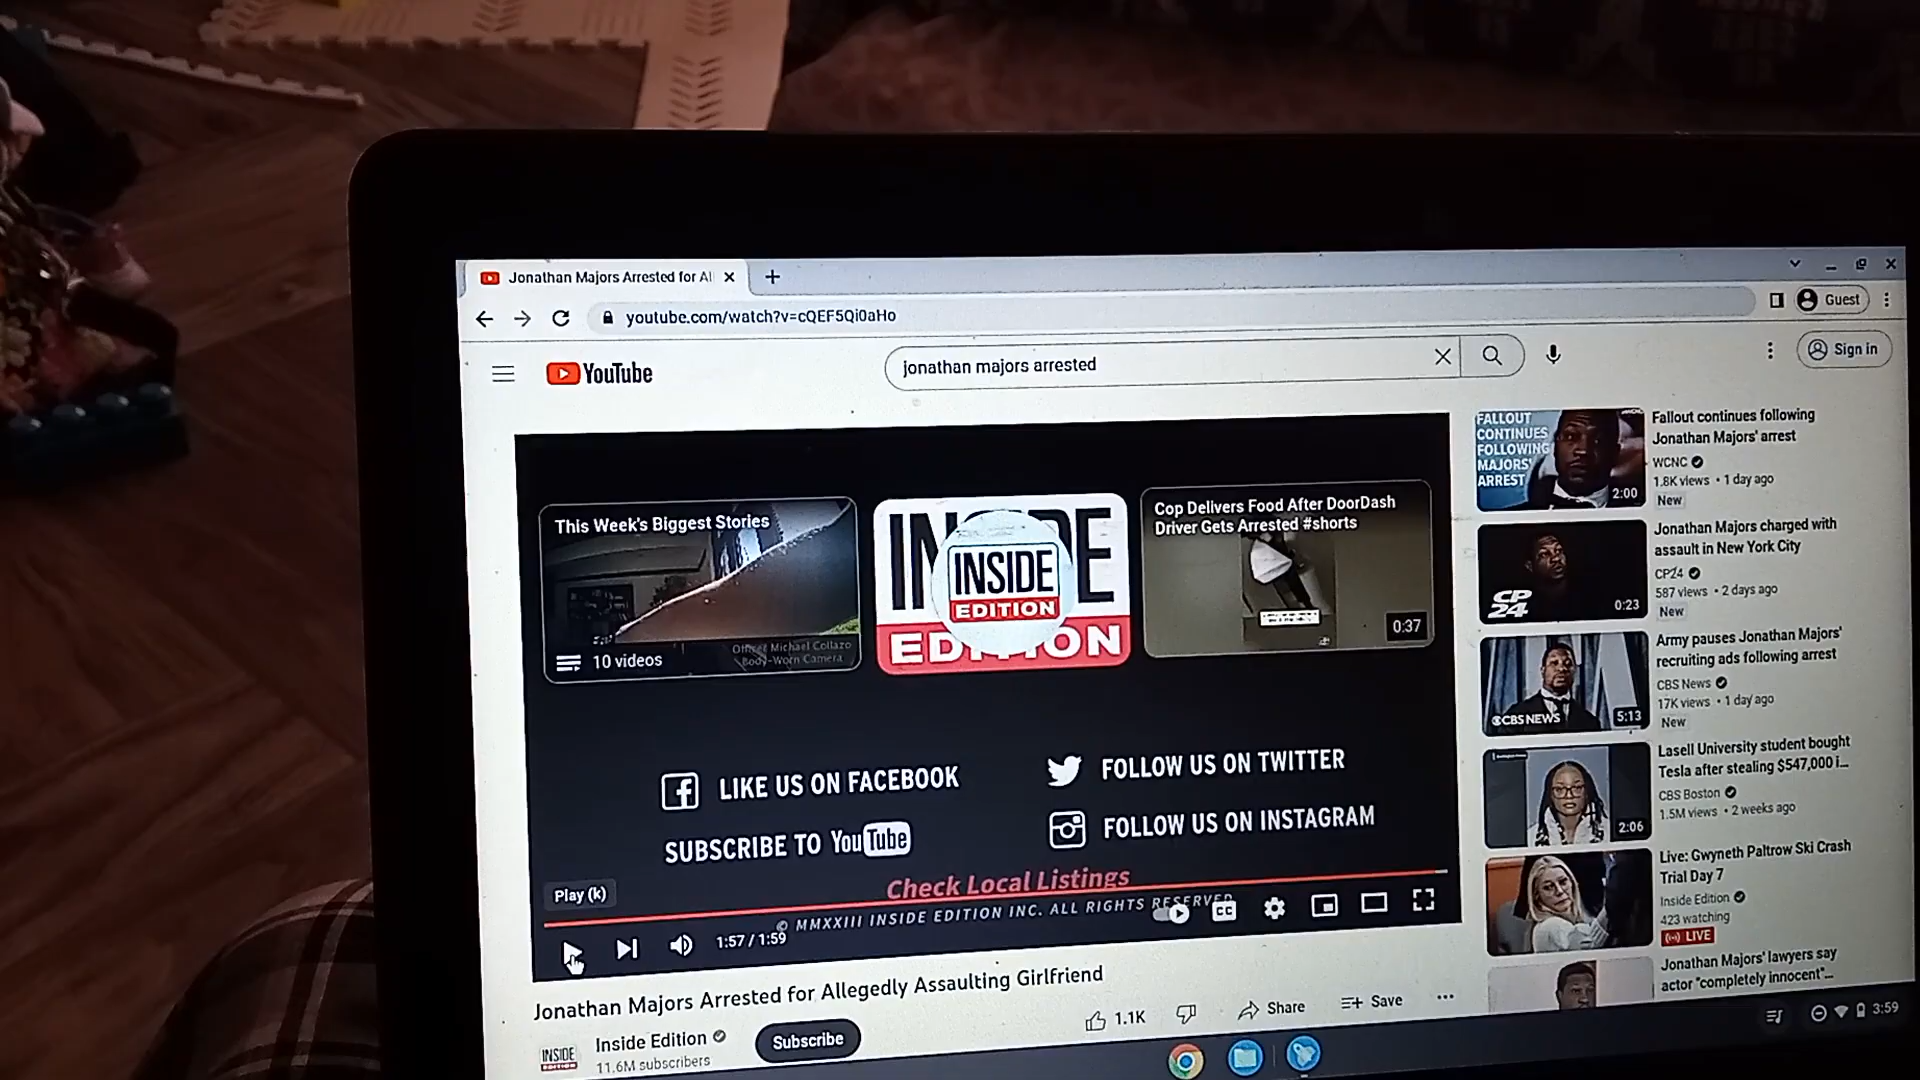 Jonathan Majors Arrested for Al
Guest
youtube.com/watch?v=cQEF5Qi0aHo
YouTube
jonathan majors arrested
Sign in
This Week's Biggest Stories
Officer Michael Collazo
Body-Worn Camera
10 videos
INSIDE
EDITION
Cop Delivers Food After DoorDash
Driver Gets Arrested #shorts
0:37
LIKE US ON FACEBOOK
FOLLOW US ON TWITTER
SUBSCRIBE TO YouTube
FOLLOW US ON INSTAGRAM
Check Local Listings
© MMXXIII INSIDE EDITION INC. ALL RIGHTS RESERVED
Play (k)
1:57 / 1:59
CC
Jonathan Majors Arrested for Allegedly Assaulting Girlfriend
INSIDE
EDITION
Inside Edition
11.6M subscribers
Subscribe
1.1K
Share
Save
FALLOUT
CONTINUES
FOLLOWING
MAJORS'
ARREST
2:00
Fallout continues following
Jonathan Majors' arrest
WCNC
1.8K views • 1 day ago
New
CP
24
0:23
Jonathan Majors charged with
assault in New York City
CP24
587 views • 2 days ago
New
CBS NEWS
5:13
Army pauses Jonathan Majors'
recruiting ads following arrest
CBS News
17K views • 1 day ago
New
2:06
Lasell University student bought
Tesla after stealing $547,000 i...
CBS Boston
1.5M views • 2 weeks ago
Live: Gwyneth Paltrow Ski Crash
Trial Day 7
Inside Edition
423 watching
LIVE
Jonathan Majors' lawyers say
actor "completely innocent"...
3:59